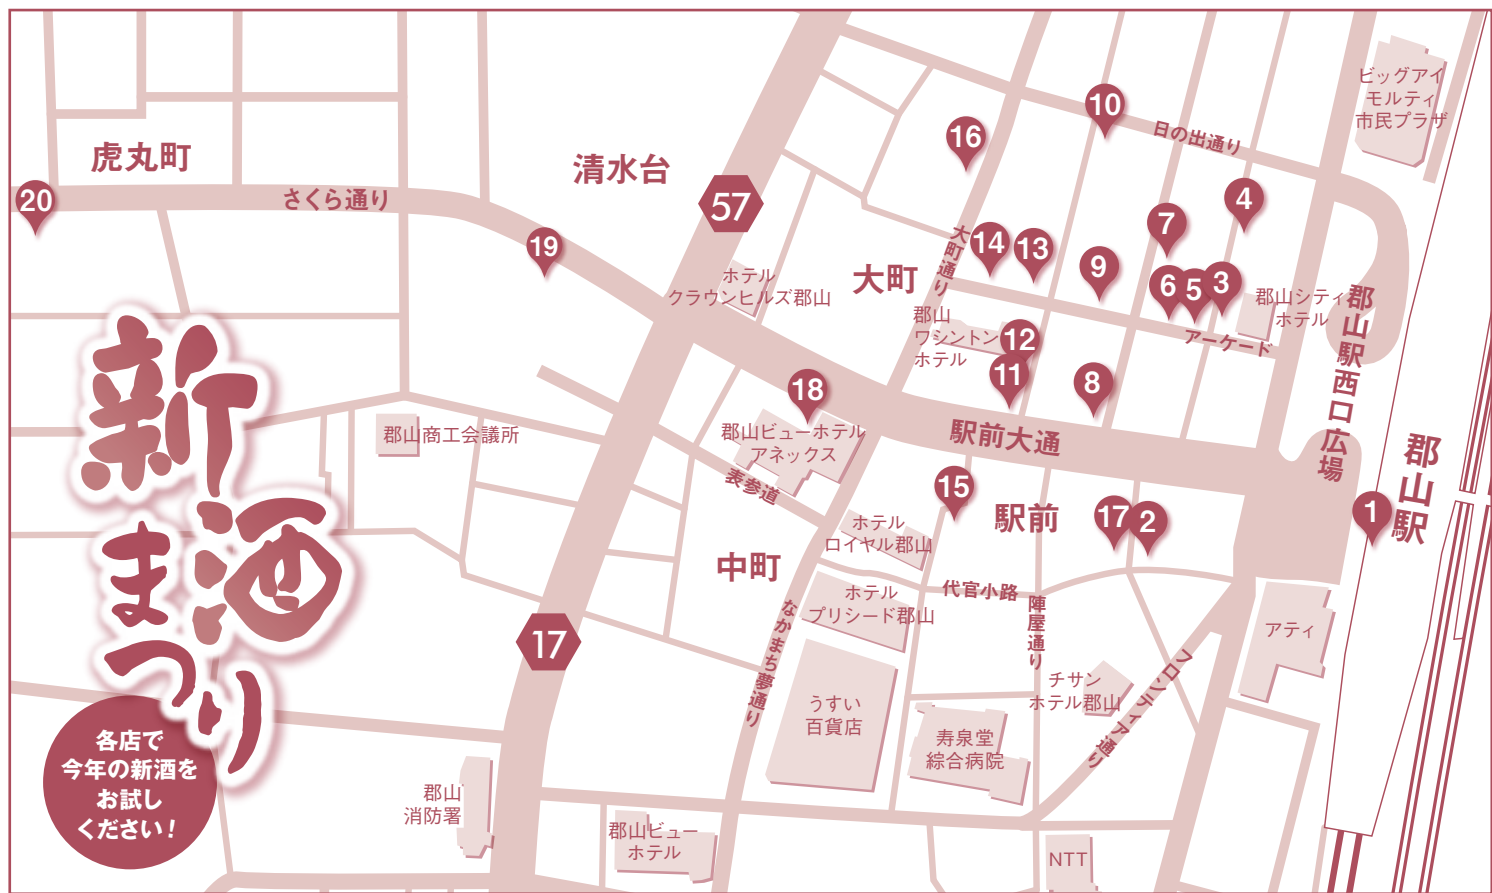 虎丸町
さくら通り
清水台
57
大町
大町通り
日の出通り
ビッグアイ
モルティ
市民プラザ
20
19
16
10
4
7
14
13
9
6
5
3
ホテル
クラウンヒルズ郡山
郡山
ワシントン
ホテル
12
11
8
18
郡山シティ
ホテル
アーケード
郡山駅西口広場
郡山駅
1
駅前大通
郡山商工会議所
郡山ビューホテル
アネックス
表参道
15
駅前
17
2
ホテル
ロイヤル郡山
中町
ホテル
プリシード郡山
代官小路
陣屋通り
なかまち夢通り
17
アティ
チサン
ホテル郡山
フロンティア通り
うすい
百貨店
寿泉堂
綜合病院
郡山
消防署
郡山ビュー
ホテル
NTT
新酒
まつり
各店で
今年の新酒を
お試し
ください！